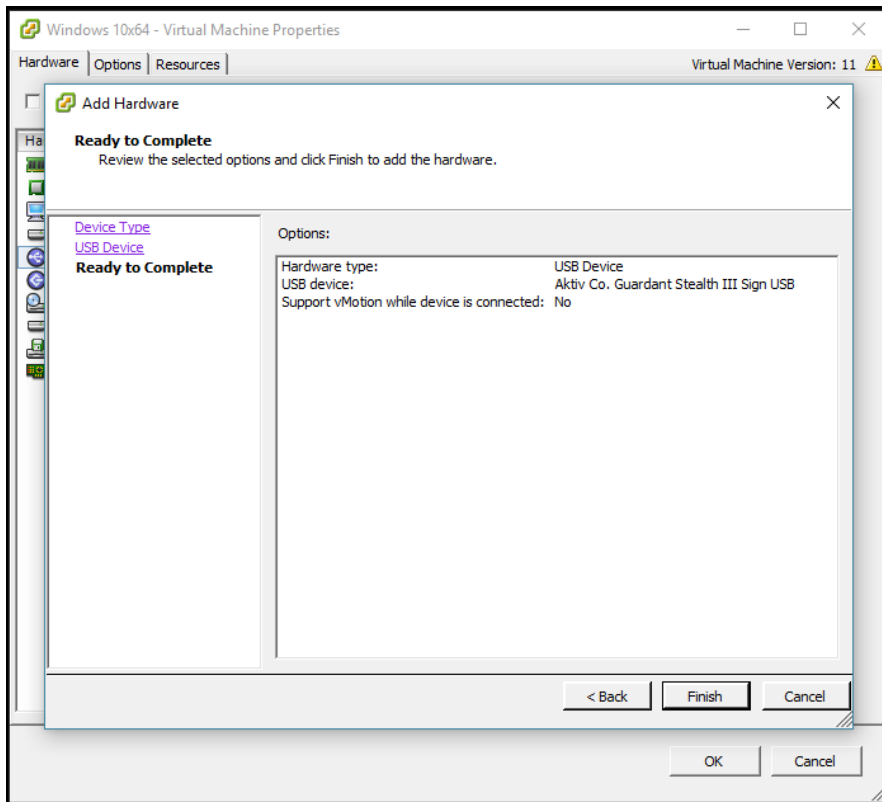 Windows 10x64 - Virtual Machine Properties
Hardware Options Resources Virtual Machine Version: 11
Add Hardware
Ha
Ready to Complete
Review the selected options and click Finish to add the hardware.
Device Type
USB Device
Ready to Complete
Options:
Hardware type: USB Device
USB device: Aktiv Co. Guardant Stealth III Sign USB
Support vMotion while device is connected: No
< Back Finish Cancel
OK Cancel